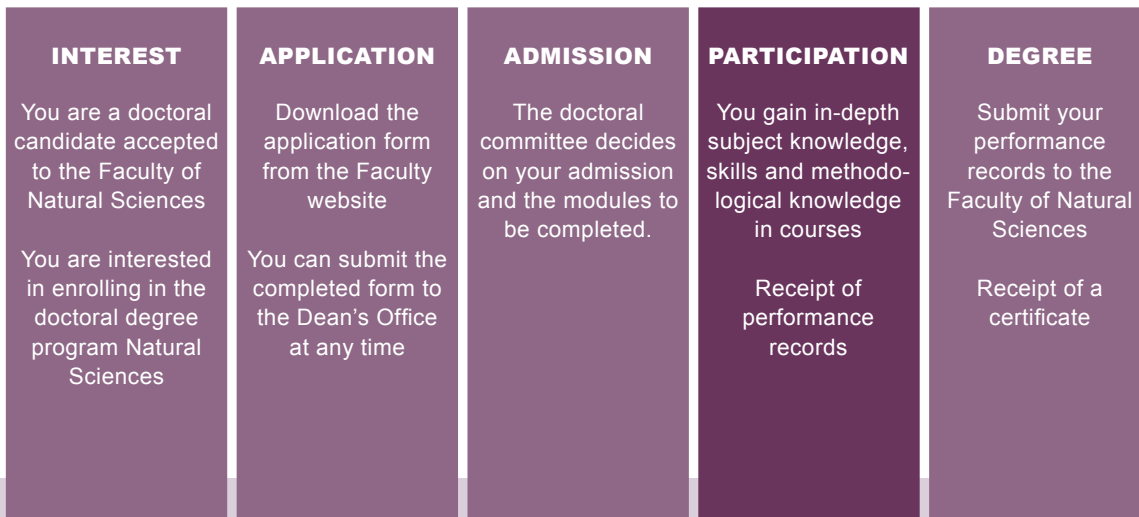 INTEREST
You are a doctoral
candidate accepted
to the Faculty of
Natural Sciences
You are interested
in enrolling in the
doctoral degree
program Natural
Sciences
APPLICATION
Download the
application form
from the Faculty
website
You can submit the
completed form to
the Dean’s Office
at any time
ADMISSION
The doctoral
committee decides
on your admission
and the modules to
be completed.
PARTICIPATION
You gain in-depth
subject knowledge,
skills and methodo-
logical knowledge
in courses
Receipt of
performance
records
DEGREE
Submit your
performance
records to the
Faculty of Natural
Sciences
Receipt of a
certificate